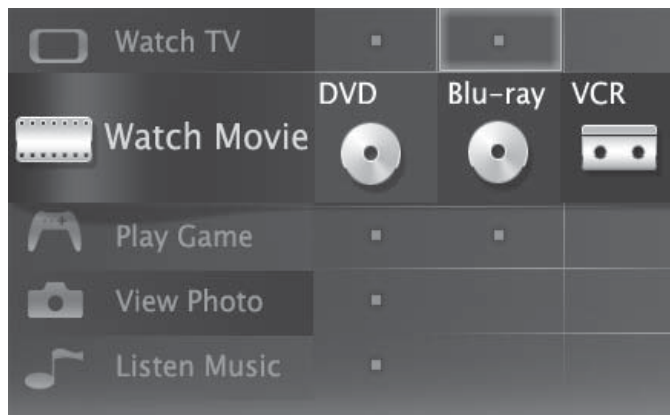 Watch TV
DVD Blu-ray VCR
Watch Movie
Play Game
View Photo
Listen Music